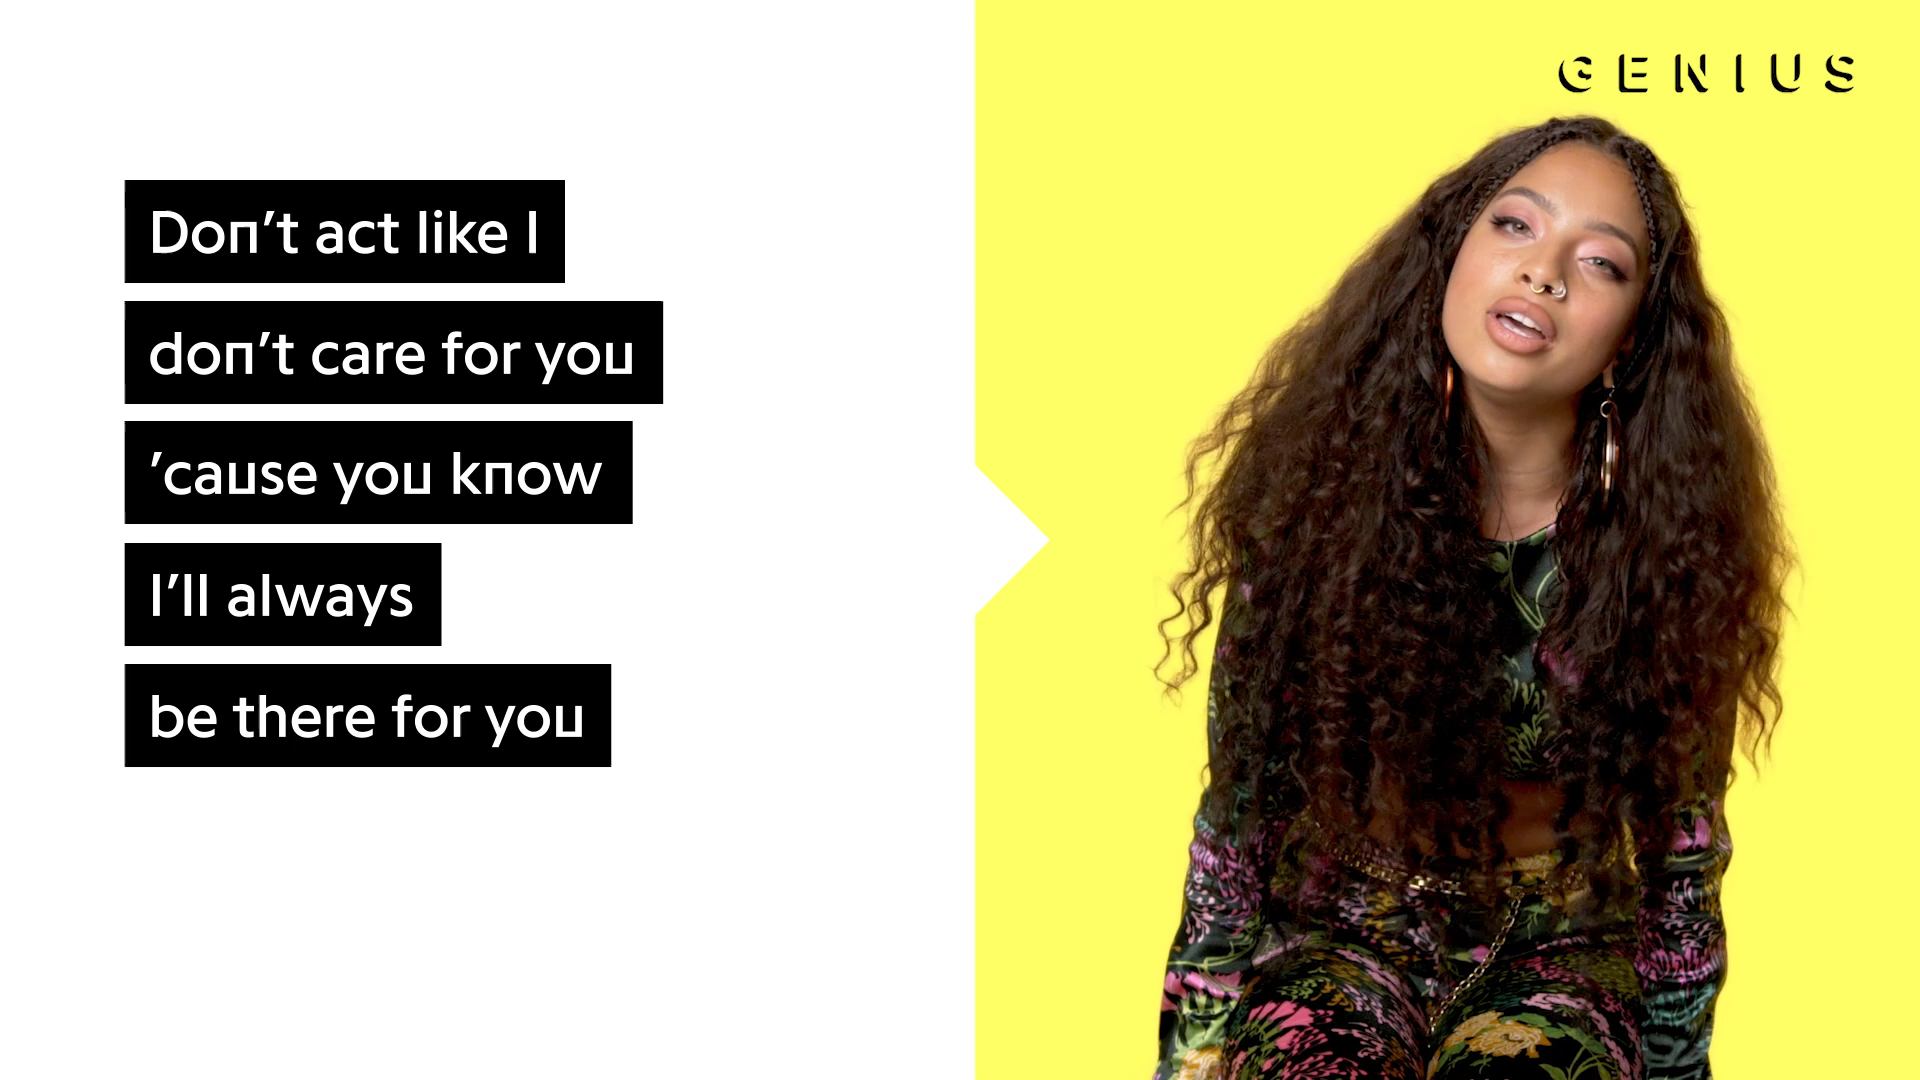 GENIUS
Don't act like I
don't care for you
'cause you know
I'll always
be there for you